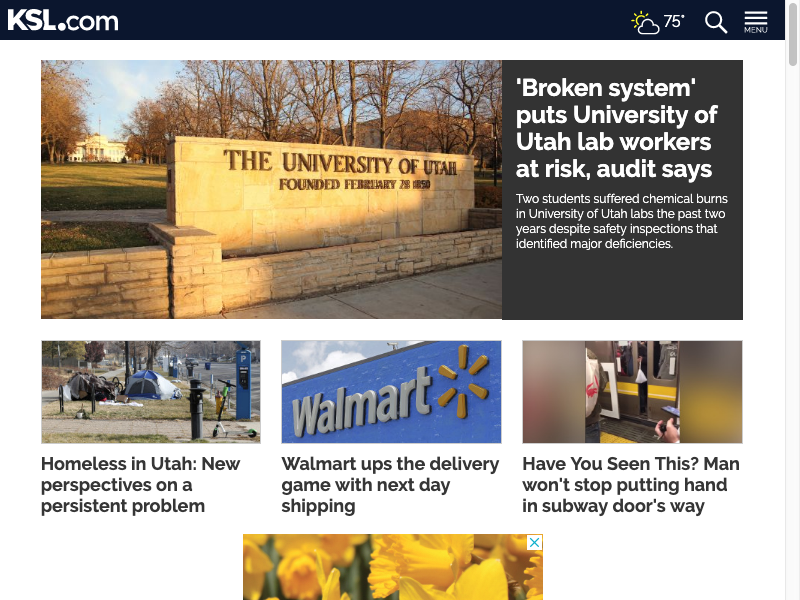 KSL.com
75°
MENU
THE UNIVERSITY OF UTAH
FOUNDED FEBRUARY 28 1850
'Broken system'
puts University of
Utah lab workers
at risk, audit says
Two students suffered chemical burns
in University of Utah labs the past two
years despite safety inspections that
identified major deficiencies.
P
Walmart
Homeless in Utah: New
perspectives on a
persistent problem
Walmart ups the delivery
game with next day
shipping
Have You Seen This? Man
won't stop putting hand
in subway door's way